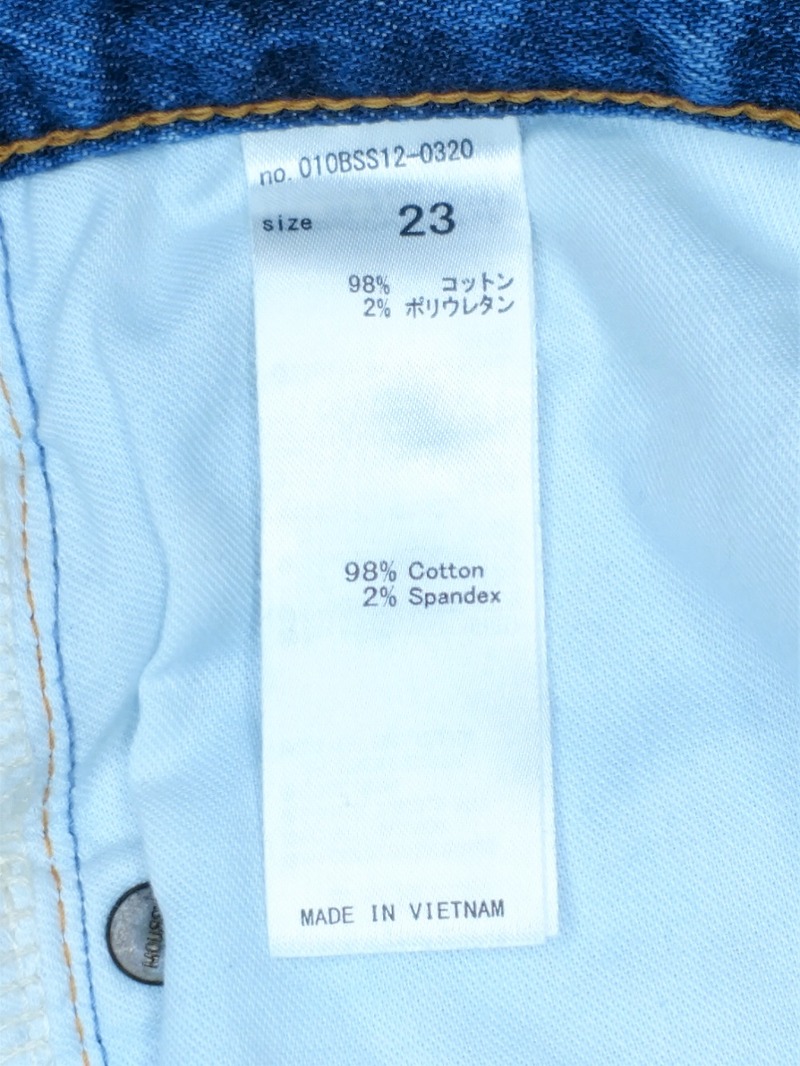 no. 010BSS12-0320
size 23
98% コットン
2% ポリウレタン
98% Cotton
2% Spandex
MADE IN VIETNAM